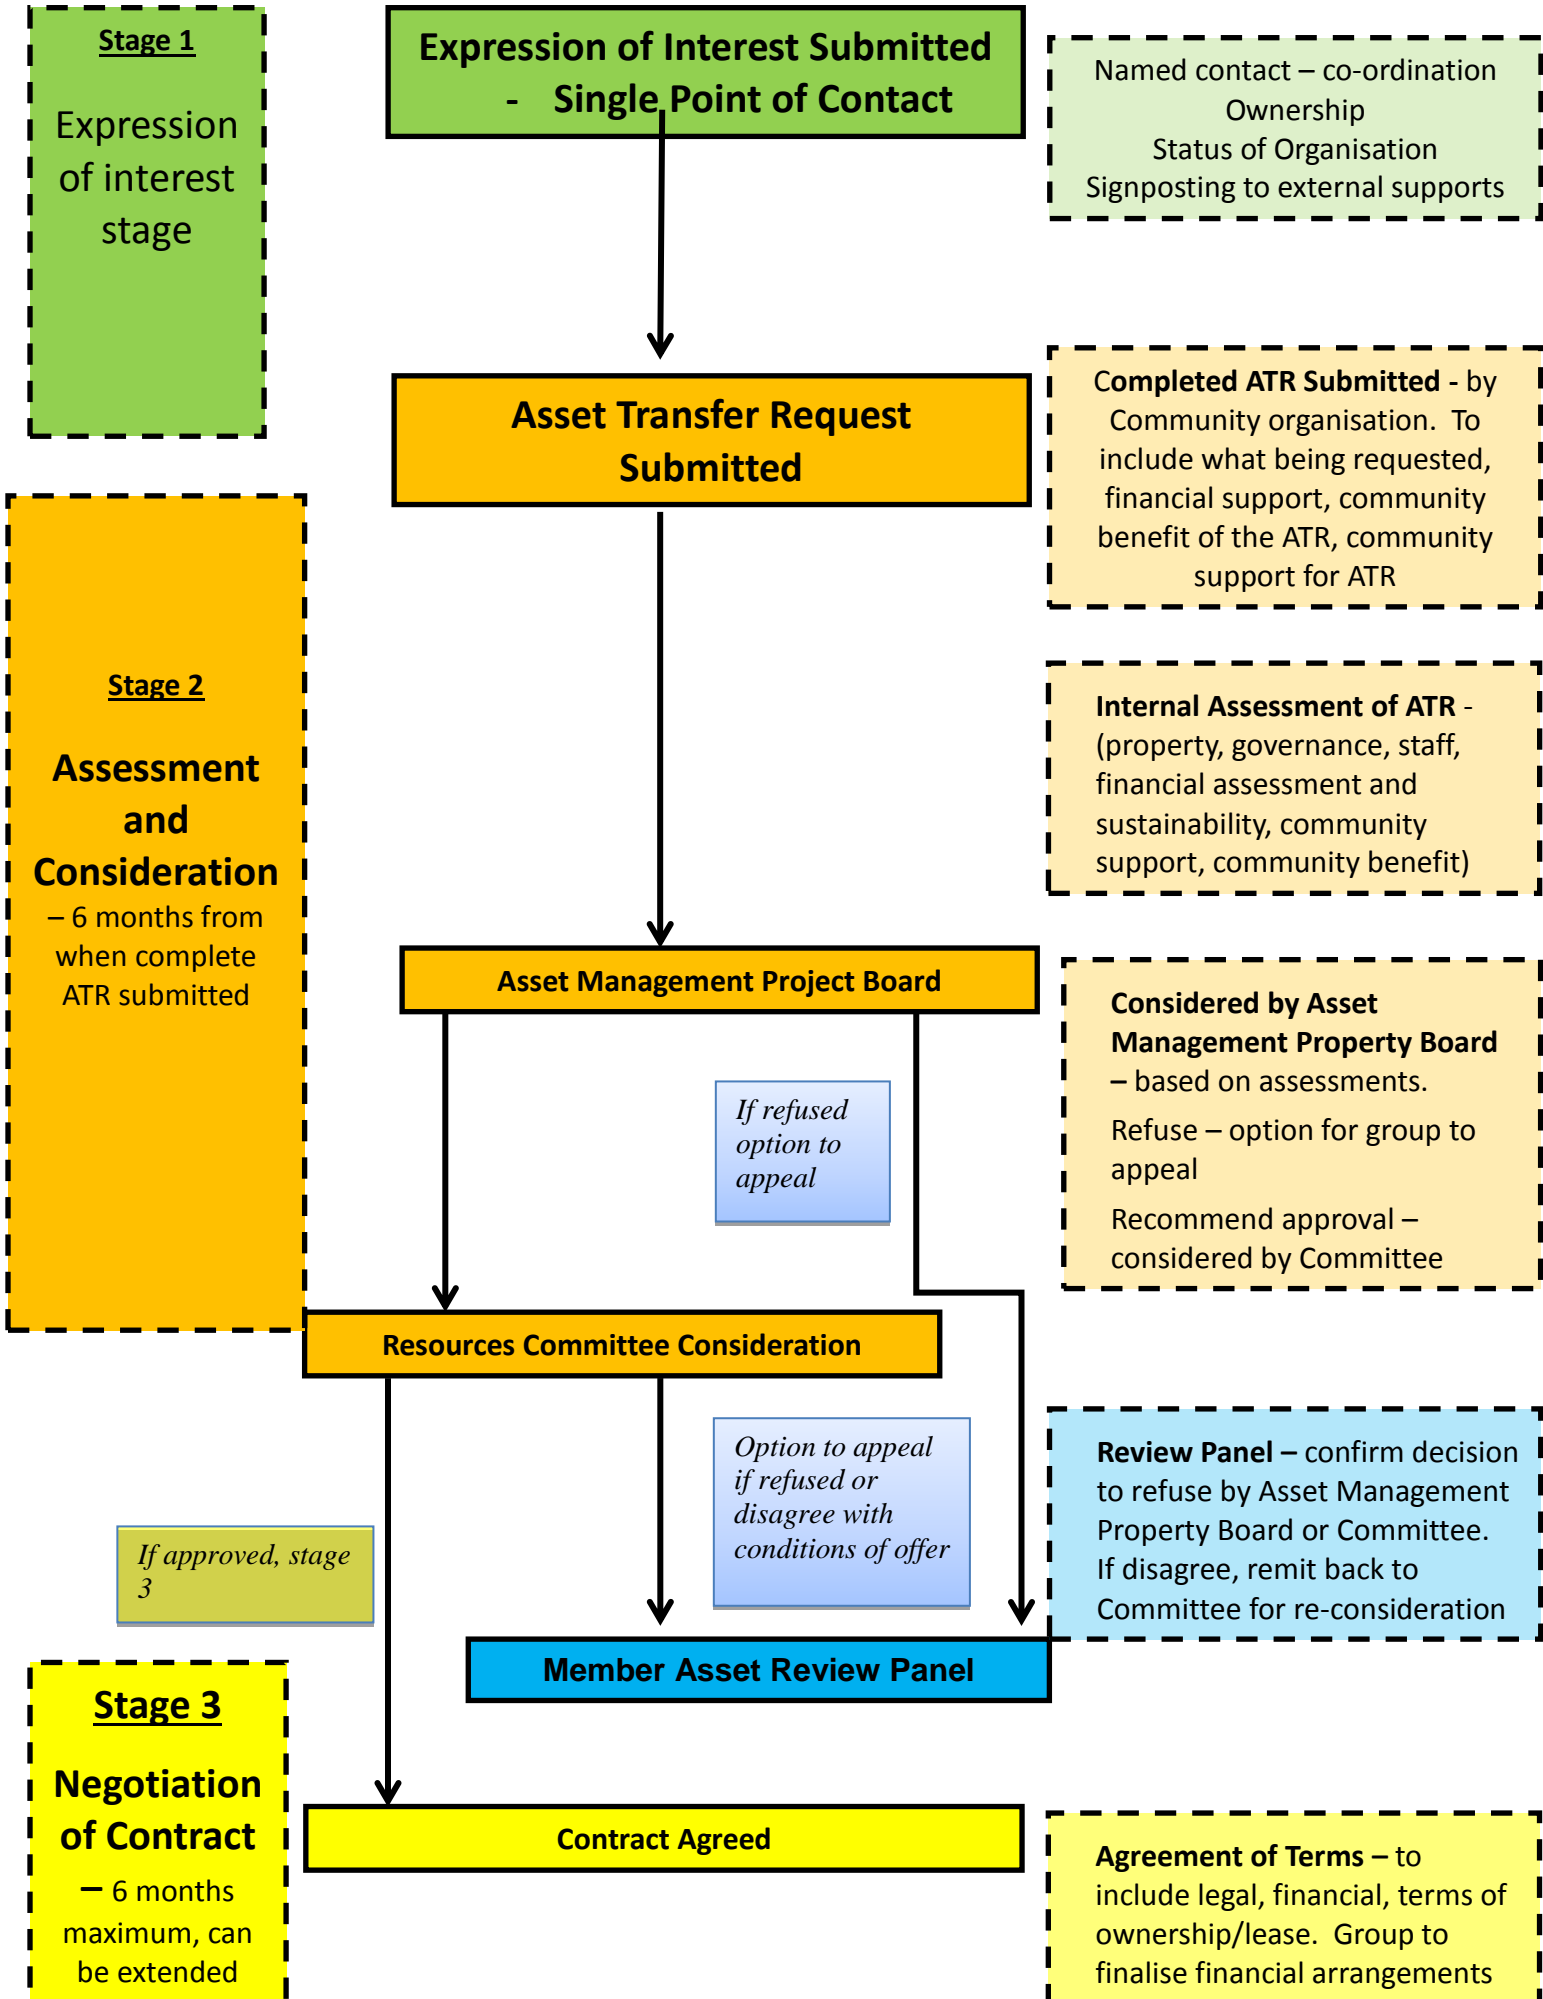 Stage 1
Expression
of interest
stage
Expression of Interest Submitted
- Single Point of Contact
Named contact – co-ordination
Ownership
Status of Organisation
Signposting to external supports
Asset Transfer Request
Submitted
Completed ATR Submitted - by
Community organisation. To
include what being requested,
financial support, community
benefit of the ATR, community
support for ATR
Stage 2
Assessment
and
Consideration
– 6 months from
when complete
ATR submitted
Internal Assessment of ATR -
(property, governance, staff,
financial assessment and
sustainability, community
support, community benefit)
Asset Management Project Board
Considered by Asset
Management Property Board
– based on assessments.
Refuse – option for group to
appeal
Recommend approval –
considered by Committee
If refused
option to
appeal
Resources Committee Consideration
Option to appeal
if refused or
disagree with
conditions of offer
If approved, stage
3
Review Panel – confirm decision
to refuse by Asset Management
Property Board or Committee.
If disagree, remit back to
Committee for re-consideration
Member Asset Review Panel
Stage 3
Negotiation
of Contract
– 6 months
maximum, can
be extended
Contract Agreed
Agreement of Terms – to
include legal, financial, terms of
ownership/lease. Group to
finalise financial arrangements